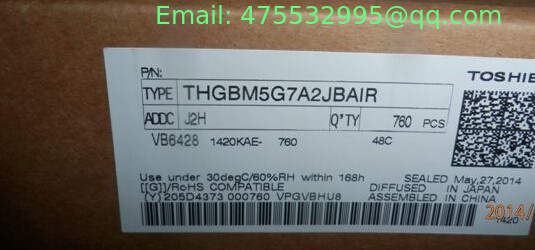 Email: 475532995@qq.com
P/N:
TOSHIB
TYPE THGBM5G7A2JBAIR
ADDC J2H Q'TY 760 PCS
VB6428 1420KAE- 760 48C
Use under 30degC/60%RH within 168h SEALED May,27,2014
[[G]]/RoHS COMPATIBLE DIFFUSED IN JAPAN
(Y)205D4373 000760 VPGVBHU8 ASSEMBLED IN CHINA
2014/
1420